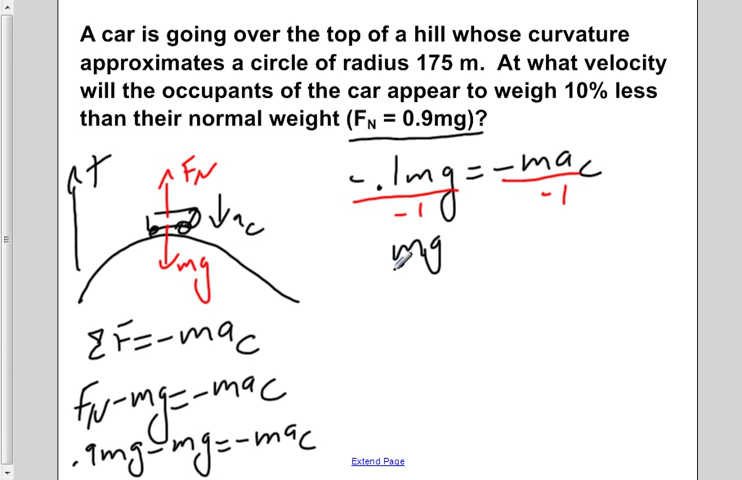 A car is going over the top of a hill whose curvature
approximates a circle of radius 175 m. At what velocity
will the occupants of the car appear to weigh 10% less
than their normal weight (FN = 0.9mg)?
+
FN
ac
mg
ΣF=-mac
FN-mg=-mac
.9mg-mg=-mac
-.1mg=-mac
-1 -1
mg
Extend Page